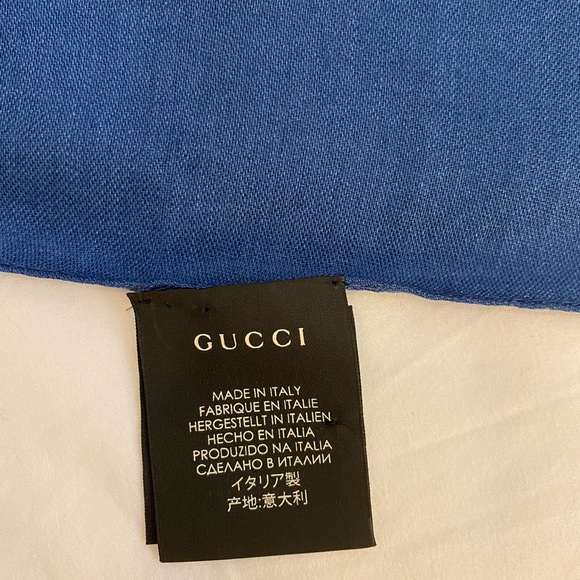 GUCCI
MADE IN ITALY
FABRIQUE EN ITALIE
HERGESTELLT IN ITALIEN
HECHO EN ITALIA
PRODUZIDO NA ITALIA
СДЕЛАНО В ИТАЛИИ
イタリア製
产地:意大利